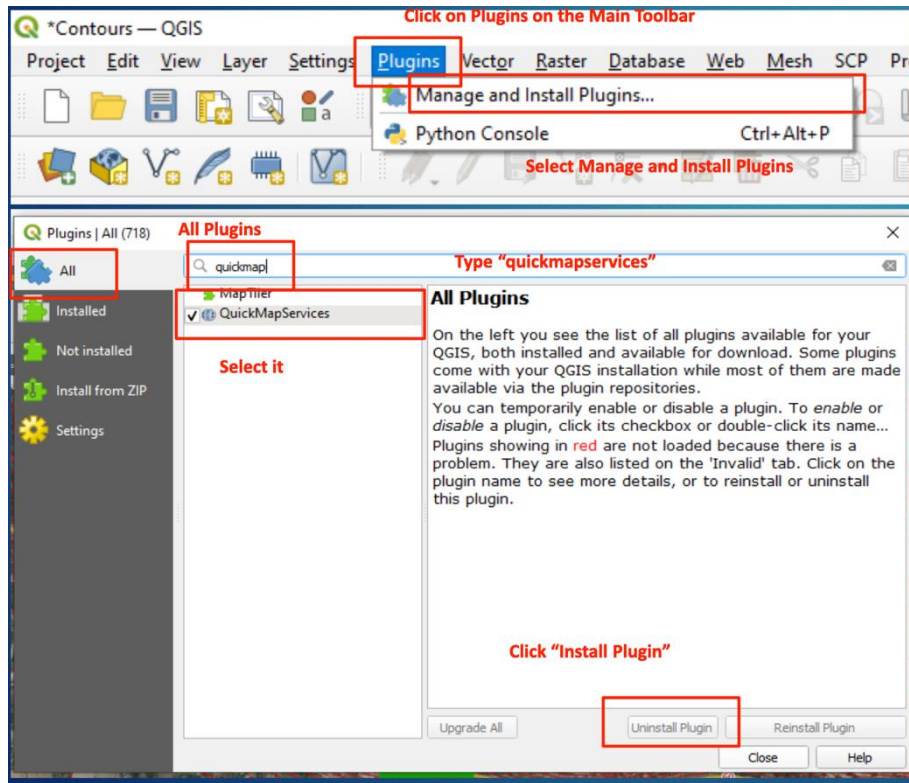 Click on Plugins on the Main Toolbar
*Contours — QGIS
Project Edit View Layer Settings Plugins Vector Raster Database Web Mesh SCP
Manage and Install Plugins...
a
Python Console Ctrl+Alt+P
Select Manage and Install Plugins
Plugins | All (718) All Plugins
All quickmap Type “quickmapservices”
MapTiler All Plugins
Installed QuickMapServices
On the left you see the list of all plugins available for your
Not installed QGIS, both installed and available for download. Some plugins
Select it come with your QGIS installation while most of them are made
Install from ZIP available via the plugin repositories.
You can temporarily enable or disable a plugin. To enable or
Settings disable a plugin, click its checkbox or double-click its name...
Plugins showing in red are not loaded because there is a
problem. They are also listed on the 'Invalid' tab. Click on the
plugin name to see more details, or to reinstall or uninstall
this plugin.
Click “Install Plugin”
Upgrade All Uninstall Plugin Reinstall Plugin
Close Help